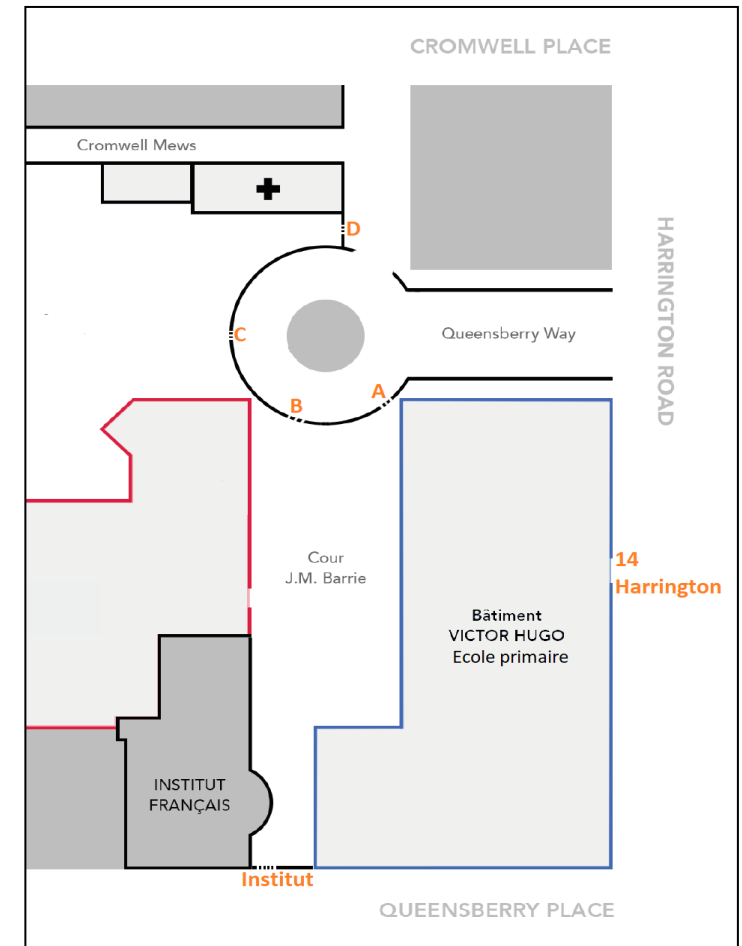 CROMWELL PLACE
Cromwell Mews
D
HARRINGTON ROAD
C
Queensberry Way
A
B
Cour
J.M. Barrie
14
Harrington
Bâtiment
VICTOR HUGO
Ecole primaire
INSTITUT
FRANÇAIS
Institut
QUEENSBERRY PLACE